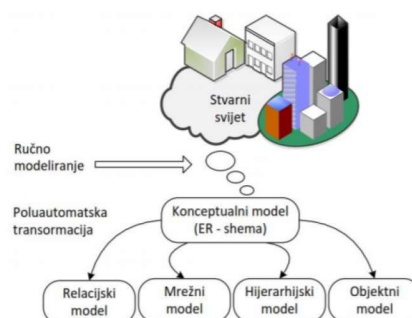 Stvarni
svijet
Ručno
modeliranje
Poluautomatska
transormacija
Konceptualni model
(ER - shema)
Relacijski
model
Mrežni
model
Hijerarhijski
model
Objektni
model